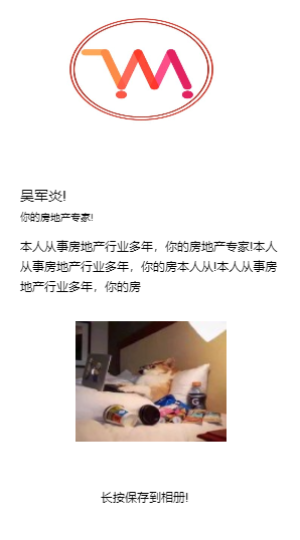 吴军炎!
你的房地产专家!
本人从事房地产行业多年，你的房地产专家!本人
从事房地产行业多年，你的房本人从!本人从事房
地产行业多年，你的房
长按保存到相册!